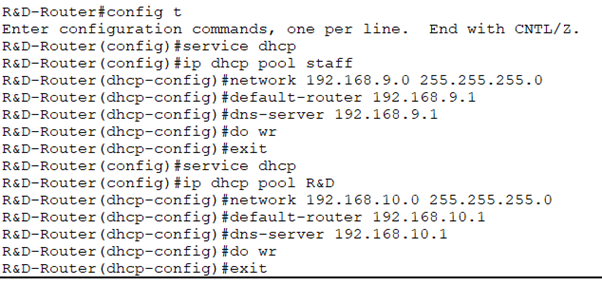 R&D-Router#config t
Enter configuration commands, one per line.  End with CNTL/Z.
R&D-Router(config)#service dhcp
R&D-Router(config)#ip dhcp pool staff
R&D-Router(dhcp-config)#network 192.168.9.0 255.255.255.0
R&D-Router(dhcp-config)#default-router 192.168.9.1
R&D-Router(dhcp-config)#dns-server 192.168.9.1
R&D-Router(dhcp-config)#do wr
R&D-Router(dhcp-config)#exit
R&D-Router(config)#service dhcp
R&D-Router(config)#ip dhcp pool R&D
R&D-Router(dhcp-config)#network 192.168.10.0 255.255.255.0
R&D-Router(dhcp-config)#default-router 192.168.10.1
R&D-Router(dhcp-config)#dns-server 192.168.10.1
R&D-Router(dhcp-config)#do wr
R&D-Router(dhcp-config)#exit